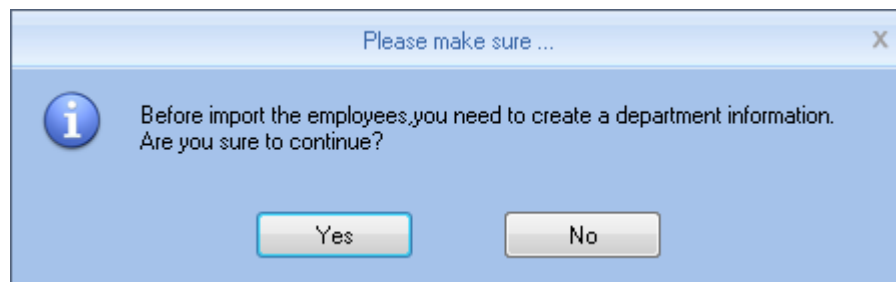 Please make sure ...
X
Before import the employees,you need to create a department information.
Are you sure to continue?
Yes No